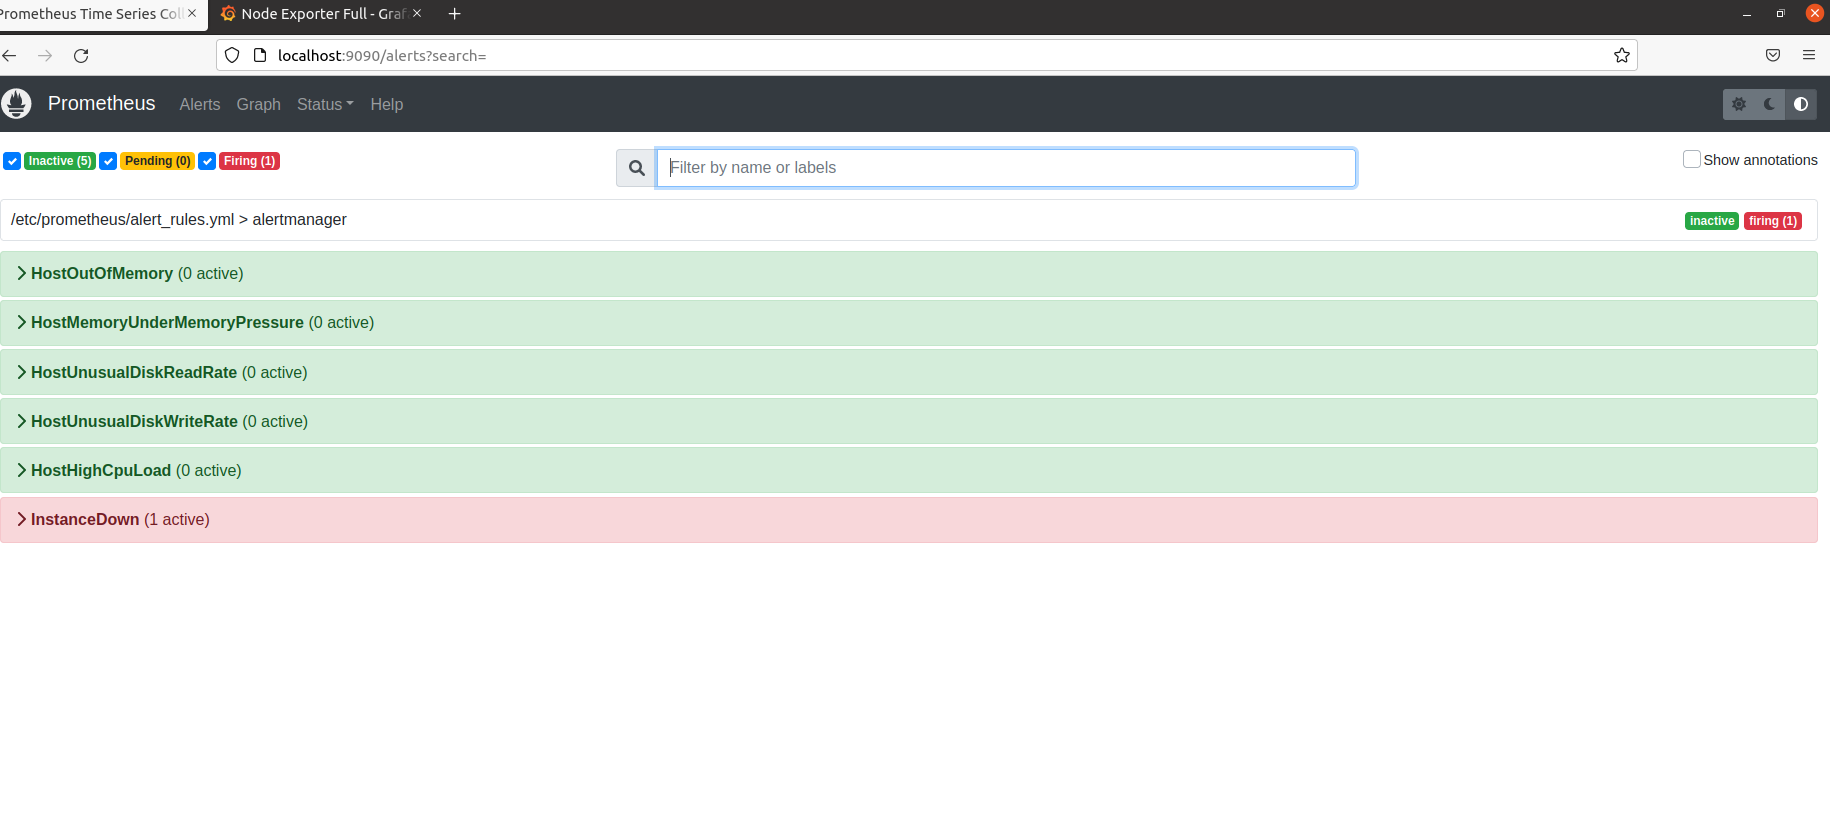 Prometheus Time Series Coll
Node Exporter Full - Graf
localhost:9090/alerts?search=
Prometheus Alerts Graph Status Help
Inactive (5) Pending (0) Firing (1)
Filter by name or labels
Show annotations
/etc/prometheus/alert_rules.yml > alertmanager
inactive firing (1)
HostOutOfMemory (0 active)
HostMemoryUnderMemoryPressure (0 active)
HostUnusualDiskReadRate (0 active)
HostUnusualDiskWriteRate (0 active)
HostHighCpuLoad (0 active)
InstanceDown (1 active)